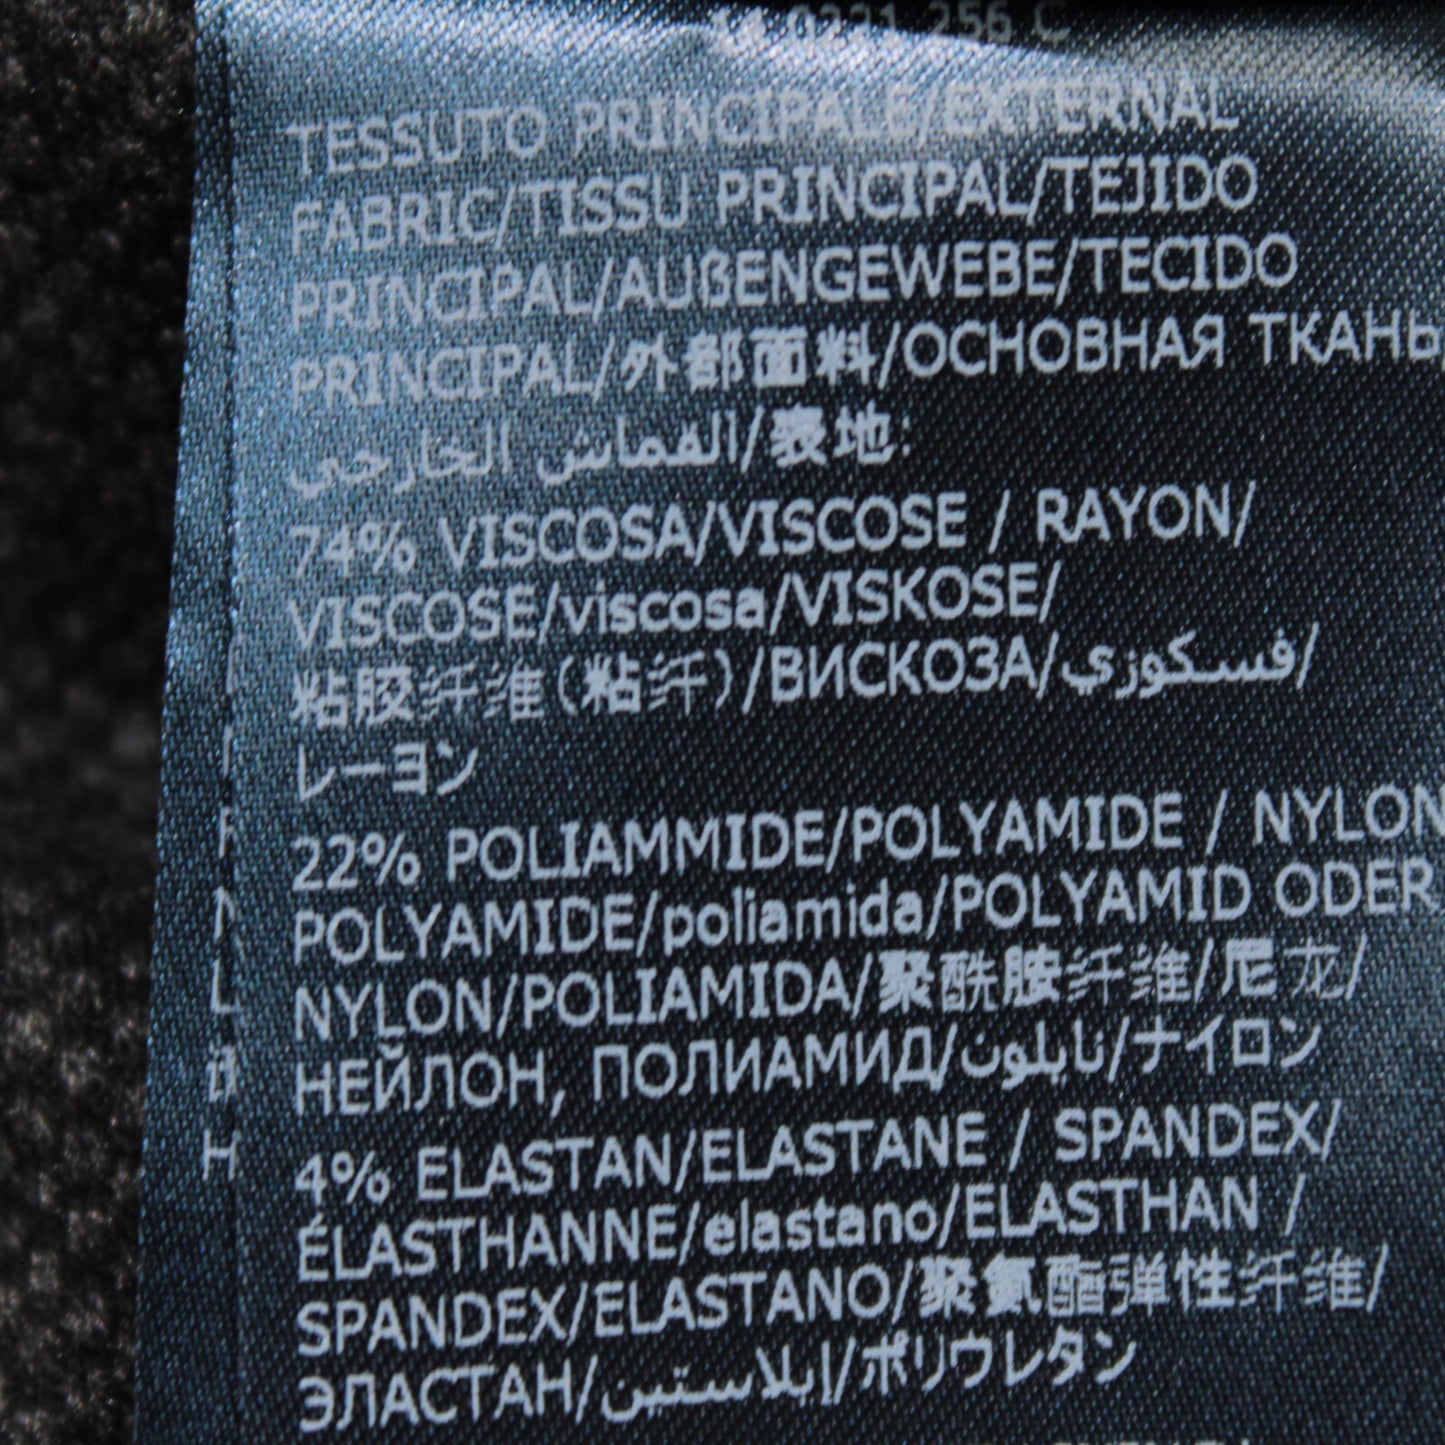 256 C
TESSUTO PRINCIPALE/EXTERNAL
FABRIC/TISSU PRINCIPAL/TEJIDO
PRINCIPAL/AUßENGEWEBE/TECIDO
PRINCIPAL/外部面料/ОСНОВНАЯ ТКАНЬ
القماش الخارجي/表地:
74% VISCOSA/VISCOSE / RAYON/
VISCOSE/viscosa/VISKOSE/
粘胶纤维(粘纤)/ВИСКОЗА/فسكوزي/
レーヨン
22% POLIAMMIDE/POLYAMIDE / NYLON
POLYAMIDE/poliamida/POLYAMID ODER
NYLON/POLIAMIDA/聚酰胺纤维/尼龙/
НЕЙЛОН, ПОЛИАМИД/نايلون/ナイロン
4% ELASTAN/ELASTANE / SPANDEX/
ÉLASTHANNE/elastano/ELASTHAN /
SPANDEX/ELASTANO/聚氨酯弹性纤维/
ЭЛАСТАН/إيلاستين/ポリウレタン